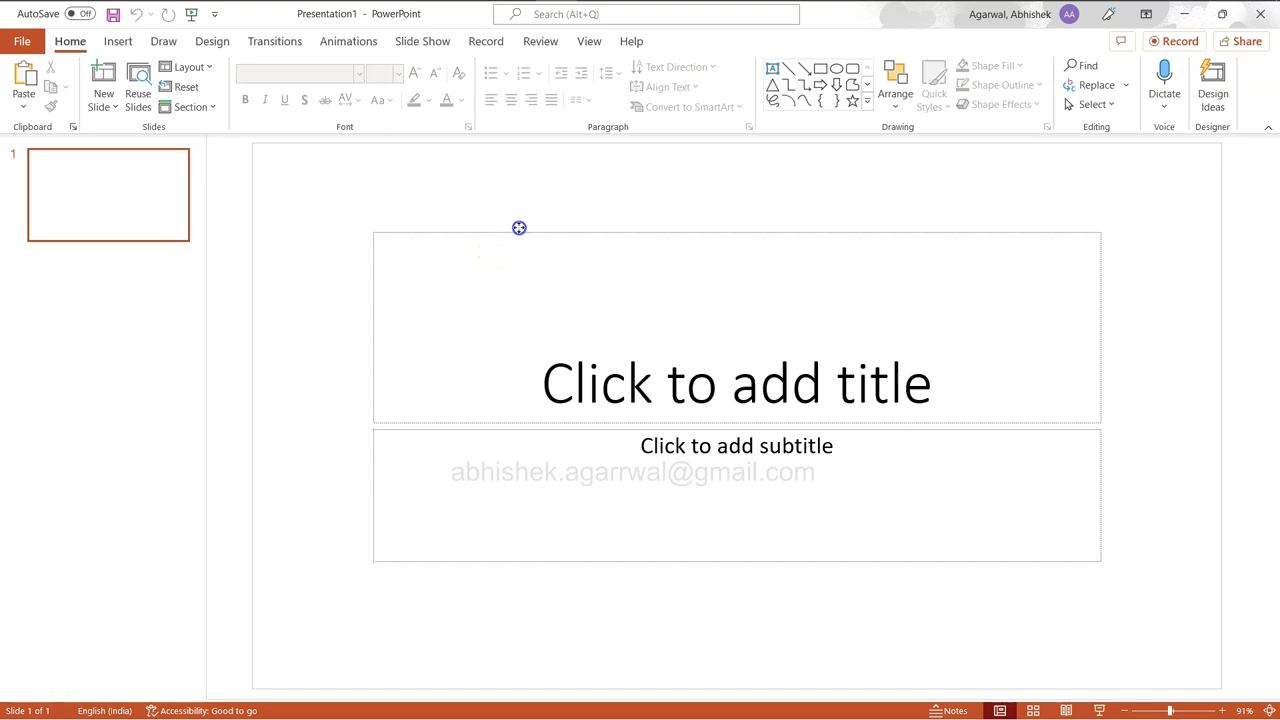 AutoSave Off Presentation1 - PowerPoint Search (Alt+Q) Agarwal, Abhishek AA
File Home Insert Draw Design Transitions Animations Slide Show Record Review View Help Record Share
Paste New Slide Reuse Slides Layout Reset Section
B I U S ab AV Aa A
Text Direction Align Text Convert to SmartArt
Arrange Quick Styles Shape Fill Shape Outline Shape Effects
Find Replace Select Dictate Design Ideas
Clipboard Slides Font Paragraph Drawing Editing Voice Designer
1
Click to add title
Click to add subtitle
abhishek.agarrwal@gmail.com
Slide 1 of 1 English (India) Accessibility: Good to go Notes 91%